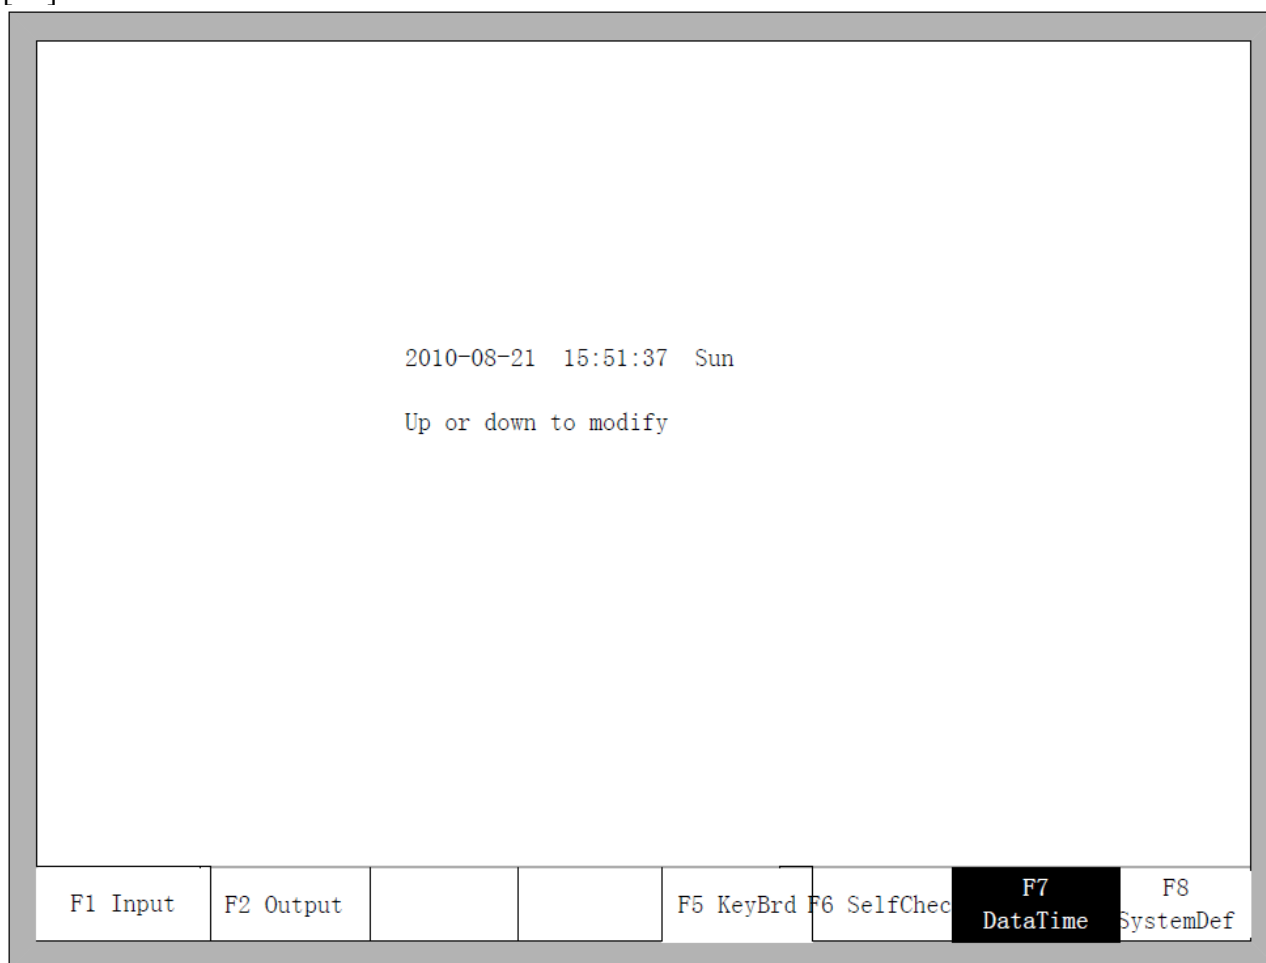 2010-08-21 15:51:37 Sun
Up or down to modify
F1 Input
F2 Output
F5 KeyBrd
F6 SelfChec
F7
DataTime
F8
SystemDef